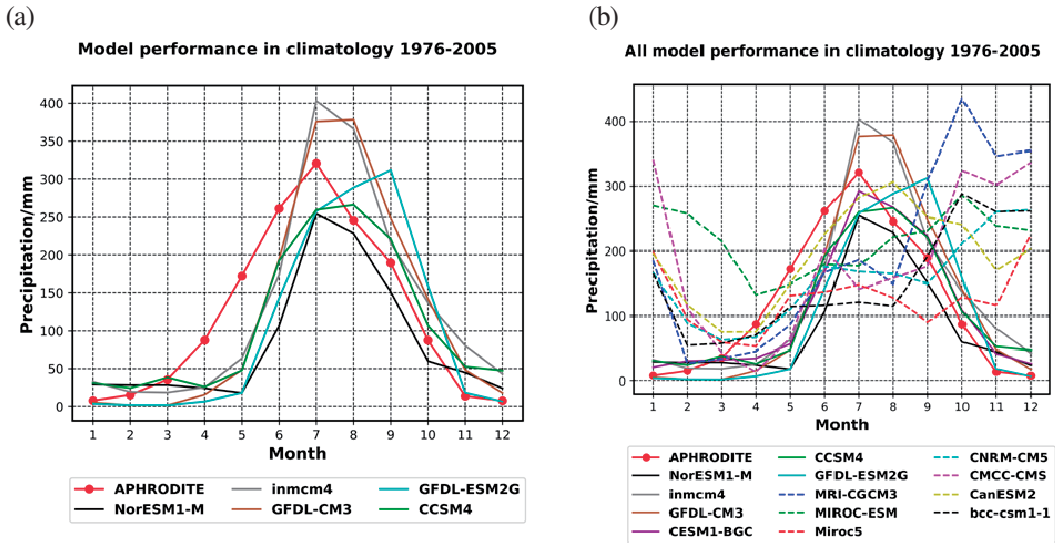 (a)
Model performance in climatology 1976-2005
Precipitation/mm
400
350
300
250
200
150
100
50
0
1 2 3 4 5 6 7 8 9 10 11 12
Month
APHRODITE inmcm4 GFDL-ESM2G
NorESM1-M GFDL-CM3 CCSM4
(b)
All model performance in climatology 1976-2005
Precipitation/mm
400
300
200
100
0
1 2 3 4 5 6 7 8 9 10 11 12
Month
APHRODITE CCSM4 CNRM-CM5
NorESM1-M GFDL-ESM2G CMCC-CMS
inmcm4 MRI-CGCM3 CanESM2
GFDL-CM3 MIROC-ESM bcc-csm1-1
CESM1-BGC Miroc5